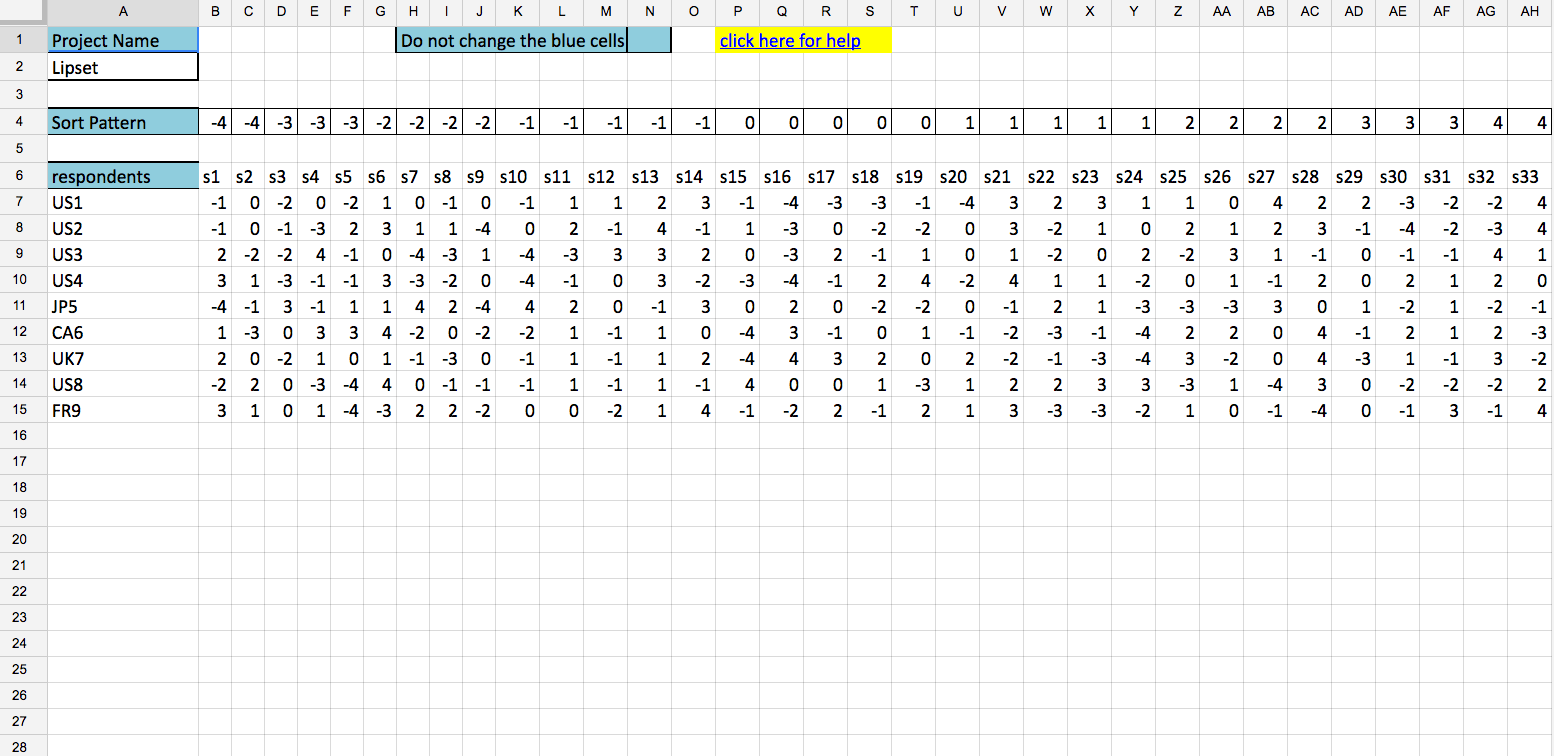 A B C D E F G H I J K L M N O P Q R S T U V W X Y Z AA AB AC AD AE AF AG AH
1 Project Name Do not change the blue cells click here for help
2 Lipset
3
4 Sort Pattern -4 -4 -3 -3 -3 -2 -2 -2 -2 -1 -1 -1 -1 -1 0 0 0 0 0 1 1 1 1 1 2 2 2 2 3 3 3 4 4
5
6 respondents s1 s2 s3 s4 s5 s6 s7 s8 s9 s10 s11 s12 s13 s14 s15 s16 s17 s18 s19 s20 s21 s22 s23 s24 s25 s26 s27 s28 s29 s30 s31 s32 s33
7 US1 -1 0 -2 0 -2 1 0 -1 0 -1 1 1 2 3 -1 -4 -3 -3 -1 -4 3 2 3 1 1 0 4 2 2 -3 -2 -2 4
8 US2 -1 0 -1 -3 2 3 1 1 -4 0 2 -1 4 -1 1 -3 0 -2 -2 0 3 -2 1 0 2 1 2 3 -1 -4 -2 -3 4
9 US3 2 -2 -2 4 -1 0 -4 -3 1 -4 -3 3 3 2 0 -3 2 -1 1 0 1 -2 0 2 -2 3 1 -1 0 -1 -1 4 1
10 US4 3 1 -3 -1 -1 3 -3 -2 0 -4 -1 0 3 -2 -3 -4 -1 2 4 -2 4 1 1 -2 0 1 -1 2 0 2 1 2 0
11 JP5 -4 -1 3 -1 1 1 4 2 -4 4 2 0 -1 3 0 2 0 -2 -2 0 -1 2 1 -3 -3 -3 3 0 1 -2 1 -2 -1
12 CA6 1 -3 0 3 3 4 -2 0 -2 -2 1 -1 1 0 -4 3 -1 0 1 -1 -2 -3 -1 -4 2 2 0 4 -1 2 1 2 -3
13 UK7 2 0 -2 1 0 1 -1 -3 0 -1 1 -1 1 2 -4 4 3 2 0 2 -2 -1 -3 -4 3 -2 0 4 -3 1 -1 3 -2
14 US8 -2 2 0 -3 -4 4 0 -1 -1 -1 1 -1 1 -1 4 0 0 1 -3 1 2 2 3 3 -3 1 -4 3 0 -2 -2 -2 2
15 FR9 3 1 0 1 -4 -3 2 2 -2 0 0 -2 1 4 -1 -2 2 -1 2 1 3 -3 -3 -2 1 0 -1 -4 0 -1 3 -1 4
16
17
18
19
20
21
22
23
24
25
26
27
28